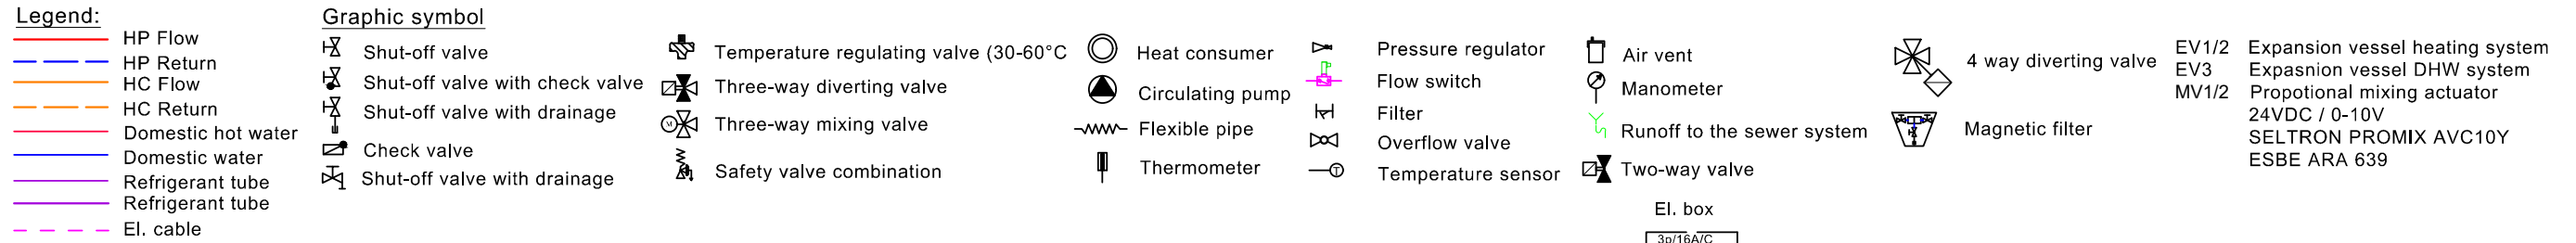 Legend:
HP Flow
HP Return
HC Flow
HC Return
Domestic hot water
Domestic water
Refrigerant tube
Refrigerant tube
El. cable
Graphic symbol
Shut-off valve
Shut-off valve with check valve
Shut-off valve with drainage
Check valve
Shut-off valve with drainage
Temperature regulating valve (30-60°C
Three-way diverting valve
M
Three-way mixing valve
Safety valve combination
Heat consumer
Circulating pump
Flexible pipe
Thermometer
Pressure regulator
Flow switch
Filter
Overflow valve
T
Temperature sensor
Air vent
Manometer
Runoff to the sewer system
Two-way valve
El. box
3p/16A/C
4 way diverting valve
Magnetic filter
EV1/2 Expansion vessel heating system
EV3 Expasnion vessel DHW system
MV1/2 Propotional mixing actuator
24VDC / 0-10V
SELTRON PROMIX AVC10Y
ESBE ARA 639